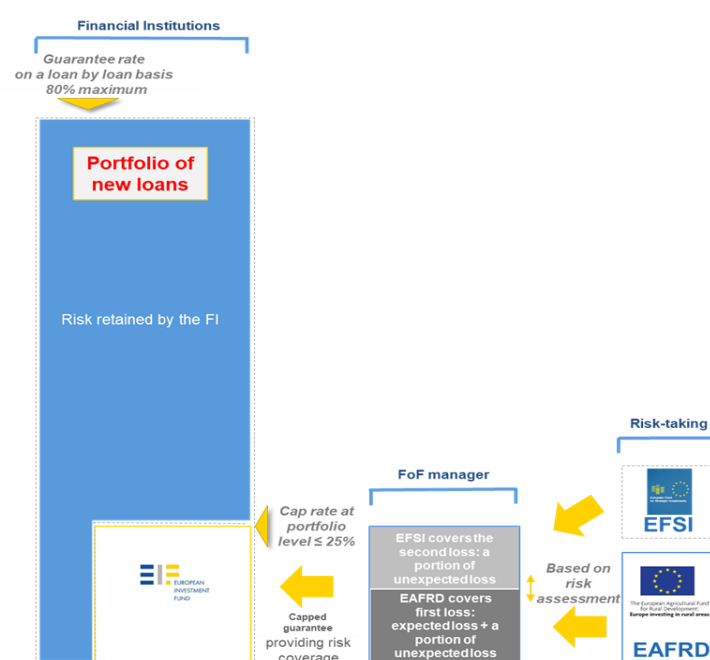 Financial Institutions
Guarantee rate
on a loan by loan basis
80% maximum
Portfolio of
new loans
Risk retained by the FI
Risk-taking
FoF manager
EFSI
Cap rate at
portfolio
level ≤ 25%
EFSI covers the
second loss: a
portion of
unexpected loss
Based on
risk
assessment
EIF
EUROPEAN
INVESTMENT
FUND
EAFRD covers
first loss:
expected loss + a
portion of
unexpected loss
The European Agricultural Fund
for Rural Development:
Europe investing in rural areas
Capped
guarantee
providing risk
coverage
EAFRD